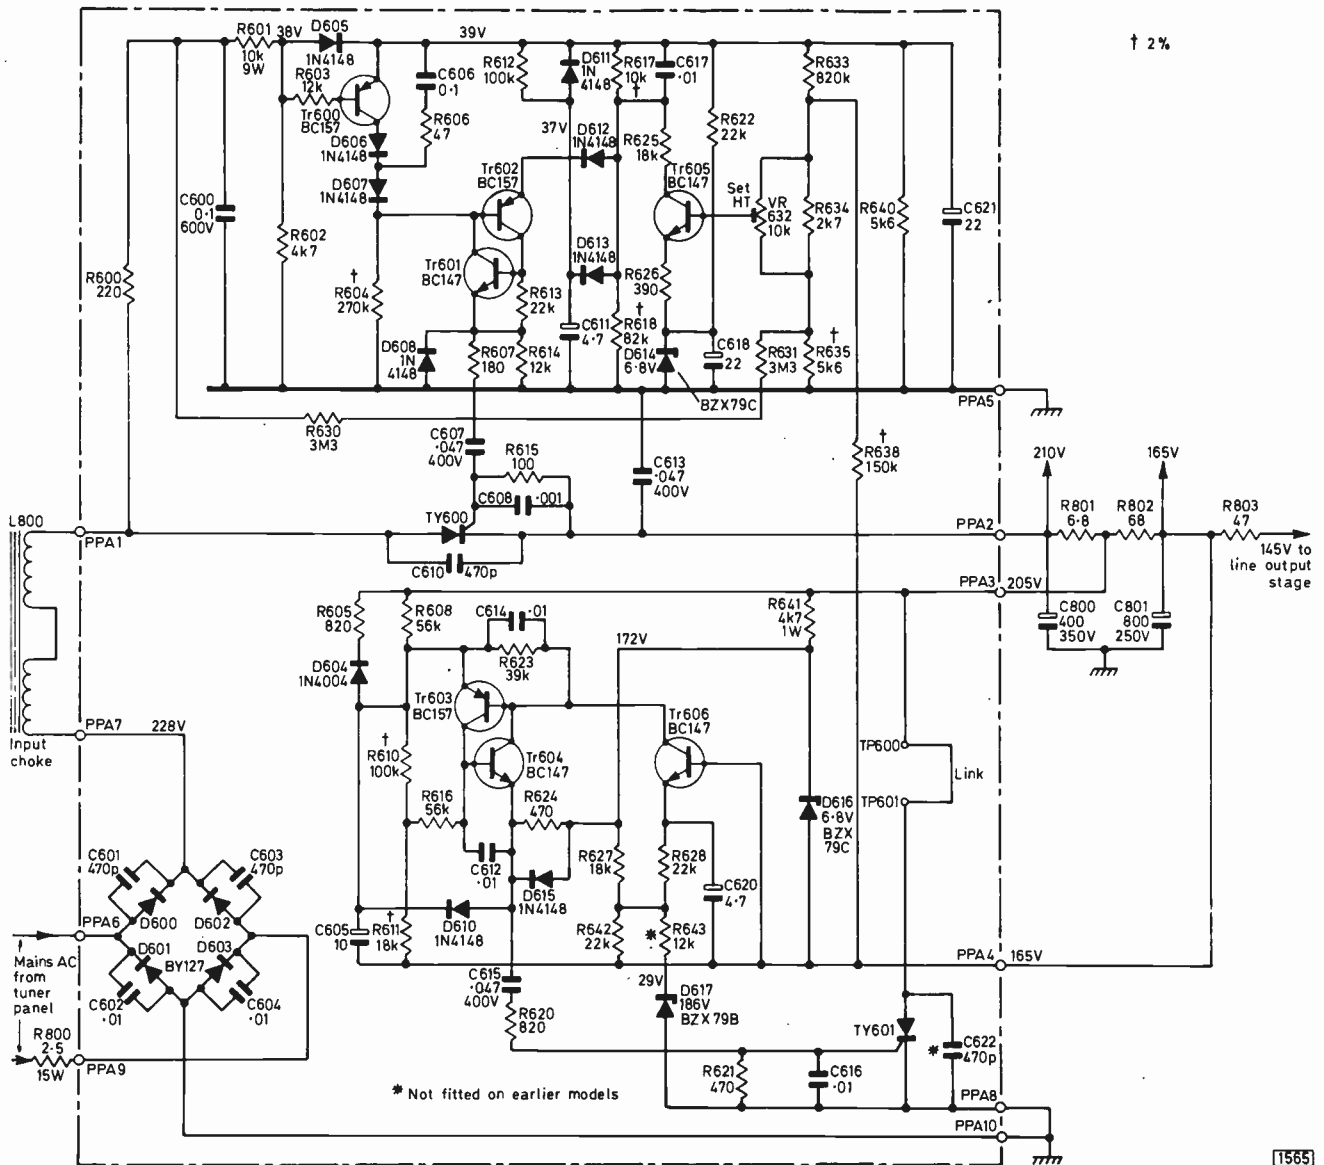 R601
10k
9W
38V
D605
1N4148
39V
R603
12k
Tr600
BC157
C606
0·1
R606
47
R612
100k
D611
1N
4148
R617
10k
†
C617
·01
R633
820k
† 2%
D606
1N4148
D607
1N4148
37V
D612
1N4148
R625
18k
R622
22k
Tr602
BC157
Tr605
BC147
Set
HT
VR
632
10k
R634
2k7
R640
5k6
C621
22
C600
0·1
600V
R602
4k7
R600
220
†
R604
270k
Tr601
BC147
R613
22k
D613
1N4148
R626
390
C611
4·7
†
R618
82k
D614
6·8V
C618
22
R631
3M3
†
R635
5k6
D608
1N
4148
R607
180
R614
12k
BZX79C
PPA5
R630
3M3
C607
·047
400V
R615
100
C608
·001
C613
·047
400V
†
R638
150k
210V
165V
L800
PPA1
TY600
C610
470p
PPA2
R801
6·8
R802
68
R803
47
145V to
line output
stage
PPA3
205V
C800
400
350V
C801
800
250V
R605
820
R608
56k
C614
·01
R623
39k
172V
R641
4k7
1W
D604
1N4004
Tr603
BC157
Tr606
BC147
PPA7
228V
Input
choke
†
R610
100k
Tr604
BC147
TP600
Link
TP601
R616
56k
R624
470
D616
6·8V
BZX
79C
C601
470p
C603
470p
C612
·01
R627
18k
R628
22k
C620
4·7
D615
1N4148
PPA6
D600
D602
D601
D603
BY127
C605
10
†
R611
18k
D610
1N4148
R642
22k
*
R643
12k
PPA4
165V
Mains AC
from
tuner
panel
C602
·01
C604
·01
C615
·047
400V
29V
D617
186V
BZX79B
R620
820
TY601
*
C622
470p
R800
2·5
15W
PPA9
R621
470
C616
·01
* Not fitted on earlier models
PPA8
PPA10
1565